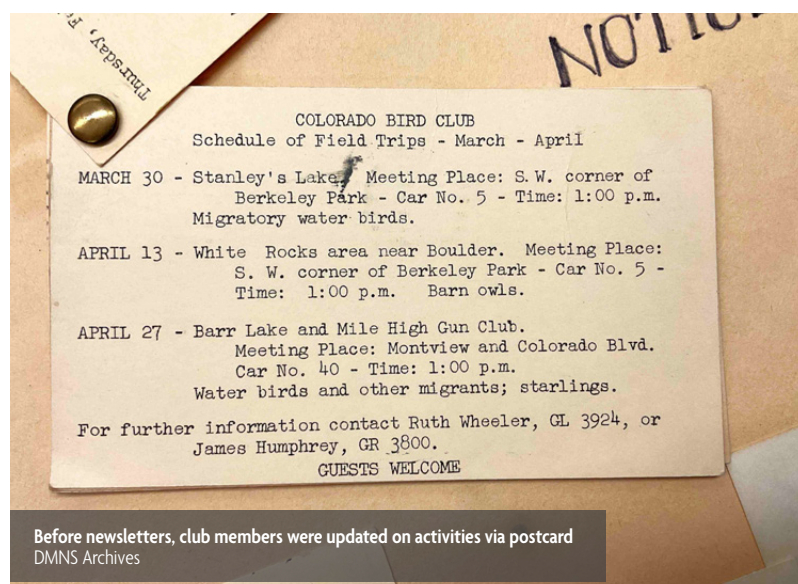 Thursday, Fe
NOTIC
COLORADO BIRD CLUB
Schedule of Field Trips - March - April
MARCH 30 - Stanley's Lake. Meeting Place: S.W. corner of
Berkeley Park - Car No. 5 - Time: 1:00 p.m.
Migratory water birds.
APRIL 13 - White Rocks area near Boulder. Meeting Place:
S. W. corner of Berkeley Park - Car No. 5 -
Time: 1:00 p.m. Barn owls.
APRIL 27 - Barr Lake and Mile High Gun Club.
Meeting Place: Montview and Colorado Blvd.
Car No. 40 - Time: 1:00 p.m.
Water birds and other migrants; starlings.
For further information contact Ruth Wheeler, GL 3924, or
James Humphrey, GR 3800.
GUESTS WELCOME
Before newsletters, club members were updated on activities via postcard
DMNS Archives